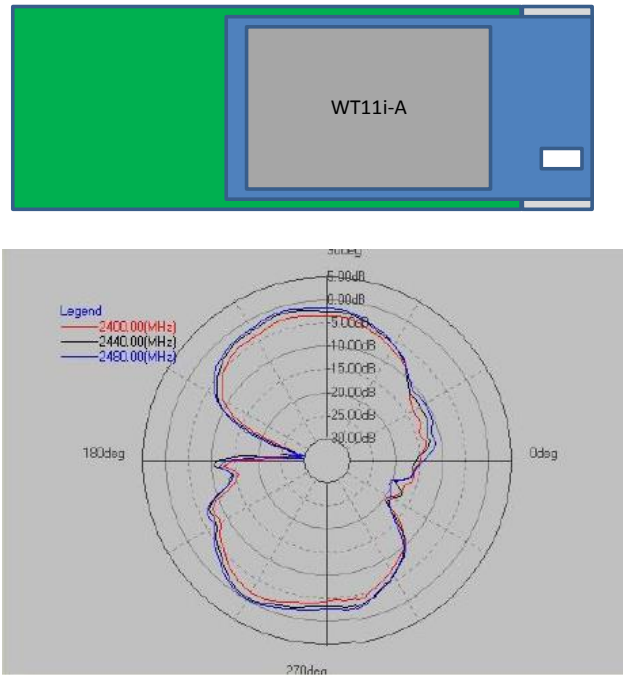 WT11i-A
5.00dB
0.00dB
Legend
2400.00(MHz)
-5.00dB
2440.00(MHz)
-10.00dB
2480.00(MHz)
-15.00dB
-20.00dB
-25.00dB
-30.00dB
180deg
0deg
270deg